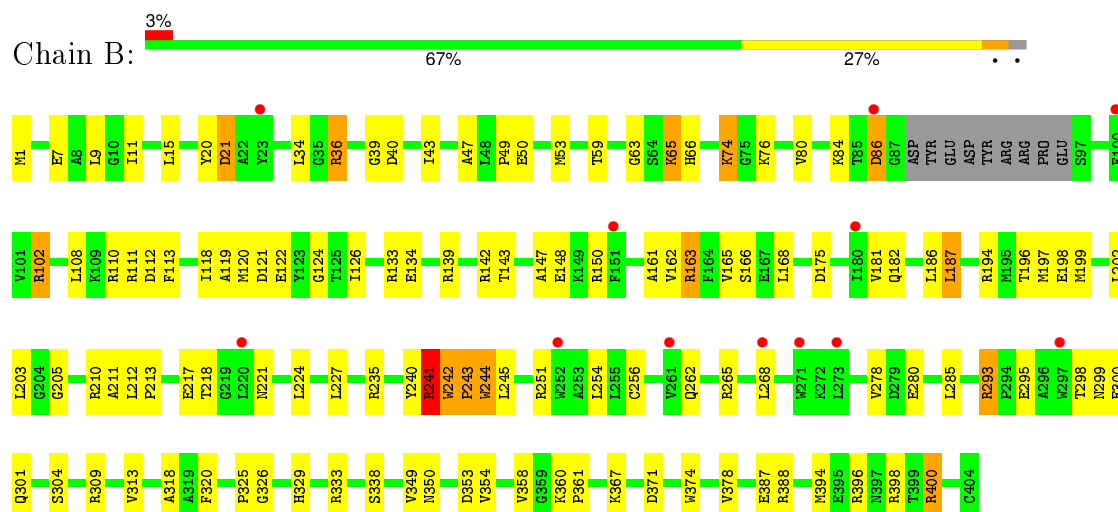 3%
Chain B:
67% 27% • •
M1 E7 A8 L9 G10 I11 L15 Y20 D21 A22 Y23 L34 G35 R36 G39 D40 I43 A47 L48 P49 E50 M53 T59 G63 S64 K65 H66 K74 G75 K76 V80 K84 T85 D86 G87 ASP TYR GLU ASP TYR ARG ARG PRO GLU S97 E100
V101 R102 L108 K109 R110 R111 D112 F113 I118 A119 M120 D121 E122 Y123 G124 T125 I126 R133 E134 R139 R142 T143 A147 E148 K149 R150 F151 A161 V162 R163 F164 V165 S166 E167 L168 D175 I180 V181 Q182 L186 L187 R194 M195 T196 M197 E198 M199 L202
L203 G204 G205 R210 A211 L212 P213 E217 T218 G219 L220 N221 L224 L227 R235 Y240 R241 W242 P243 W244 L245 R251 W252 A253 L254 L255 C256 V261 Q262 R265 L268 W271 K272 L273 V278 D279 E280 L285 R293 P294 E295 A296 W297 T298 N299 E300
Q301 S304 R309 V313 A318 A319 F320 P325 G326 H329 R333 S338 V349 N350 D353 V354 V358 G359 K360 P361 K367 D371 W374 V378 E387 R388 M394 E395 R396 N397 R398 T399 R400 C404